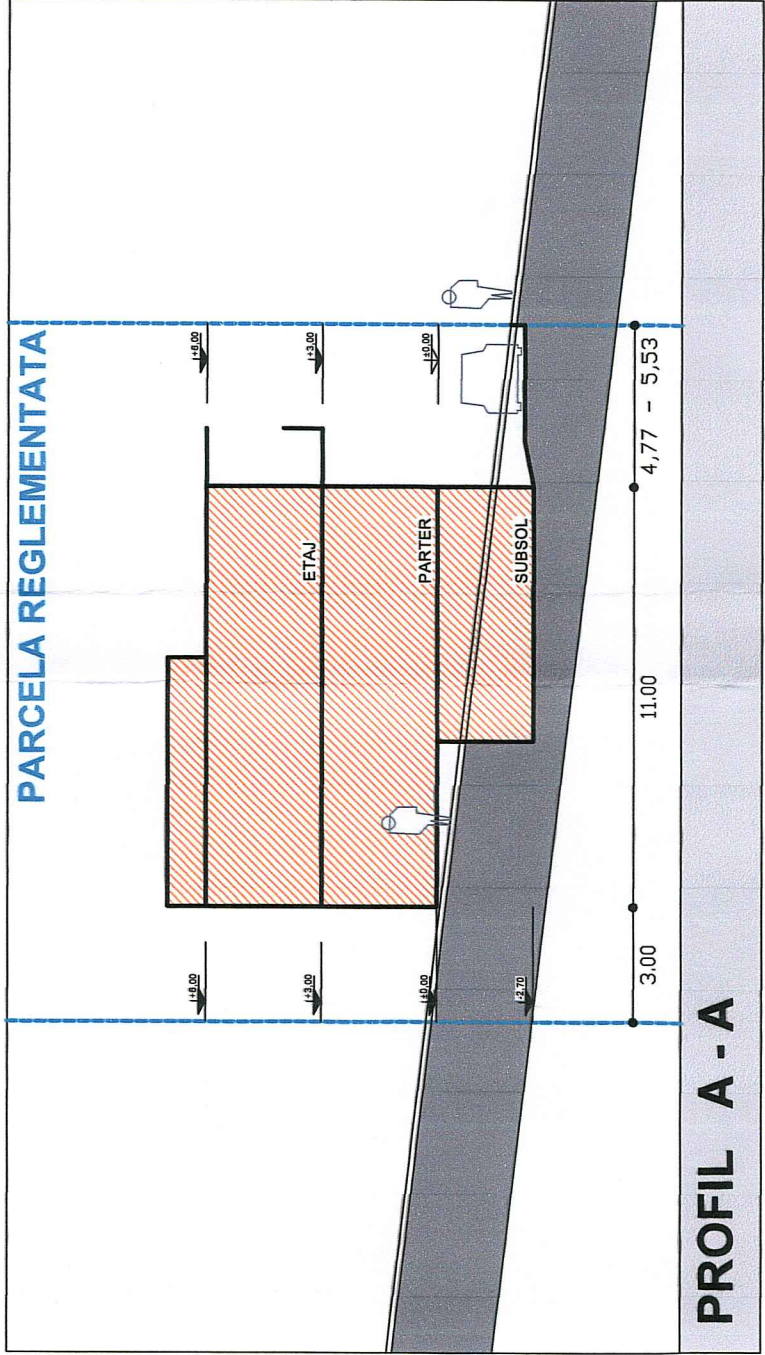 PARCELA REGLEMENTATA
+6,00
+6,00
+3,00
ETAJ
+3,00
±0,00
PARTER
±0,00
-2,70
SUBSOL
3.00
11.00
4,77 - 5,53
PROFIL A - A